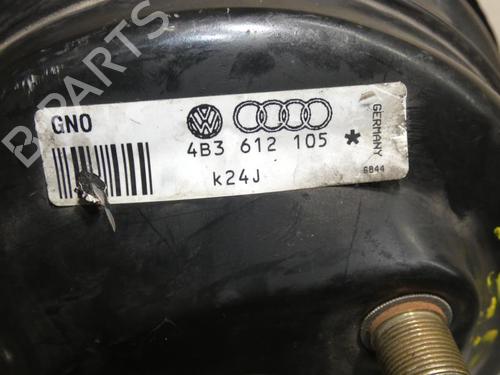 GNO
4B3 612 105 *
k24J
GERMANY
6844
B-PARTS